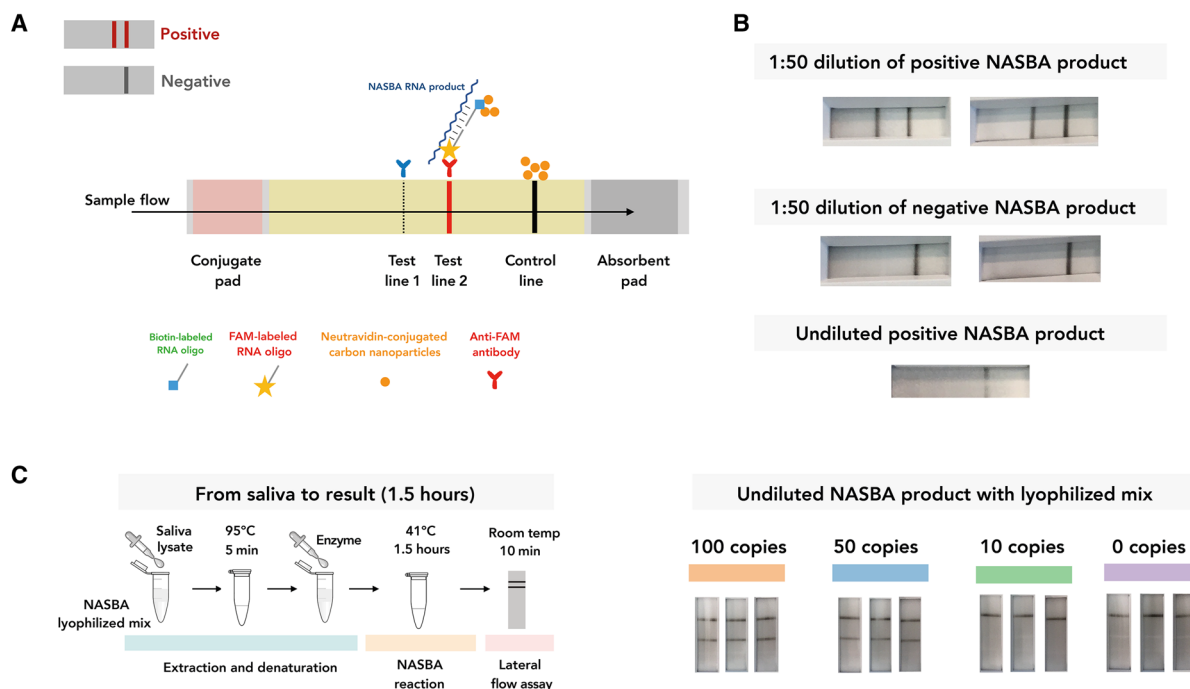 A
Positive
Negative
NASBA RNA product
Sample flow
Conjugate
pad
Test
line 1
Test
line 2
Control
line
Absorbent
pad
Biotin-labeled
RNA oligo
FAM-labeled
RNA oligo
Neutravidin-conjugated
carbon nanoparticles
Anti-FAM
antibody
B
1:50 dilution of positive NASBA product
1:50 dilution of negative NASBA product
Undiluted positive NASBA product
C
From saliva to result (1.5 hours)
Saliva
lysate
95°C
5 min
Enzyme
41°C
1.5 hours
Room temp
10 min
NASBA
lyophilized mix
Extraction and denaturation
NASBA
reaction
Lateral
flow assay
Undiluted NASBA product with lyophilized mix
100 copies
50 copies
10 copies
0 copies